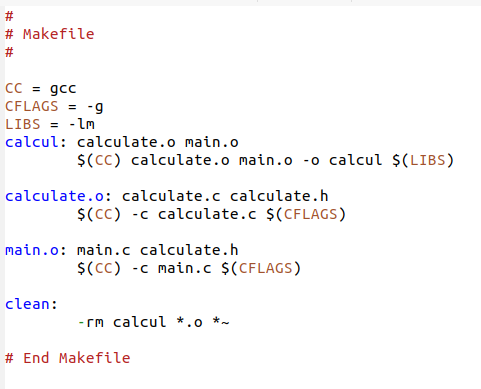 #
# Makefile
#
CC = gcc
CFLAGS = -g
LIBS = -lm
calcul: calculate.o main.o
$(CC) calculate.o main.o -o calcul $(LIBS)
calculate.o: calculate.c calculate.h
$(CC) -c calculate.c $(CFLAGS)
main.o: main.c calculate.h
$(CC) -c main.c $(CFLAGS)
clean:
-rm calcul *.o *~
# End Makefile